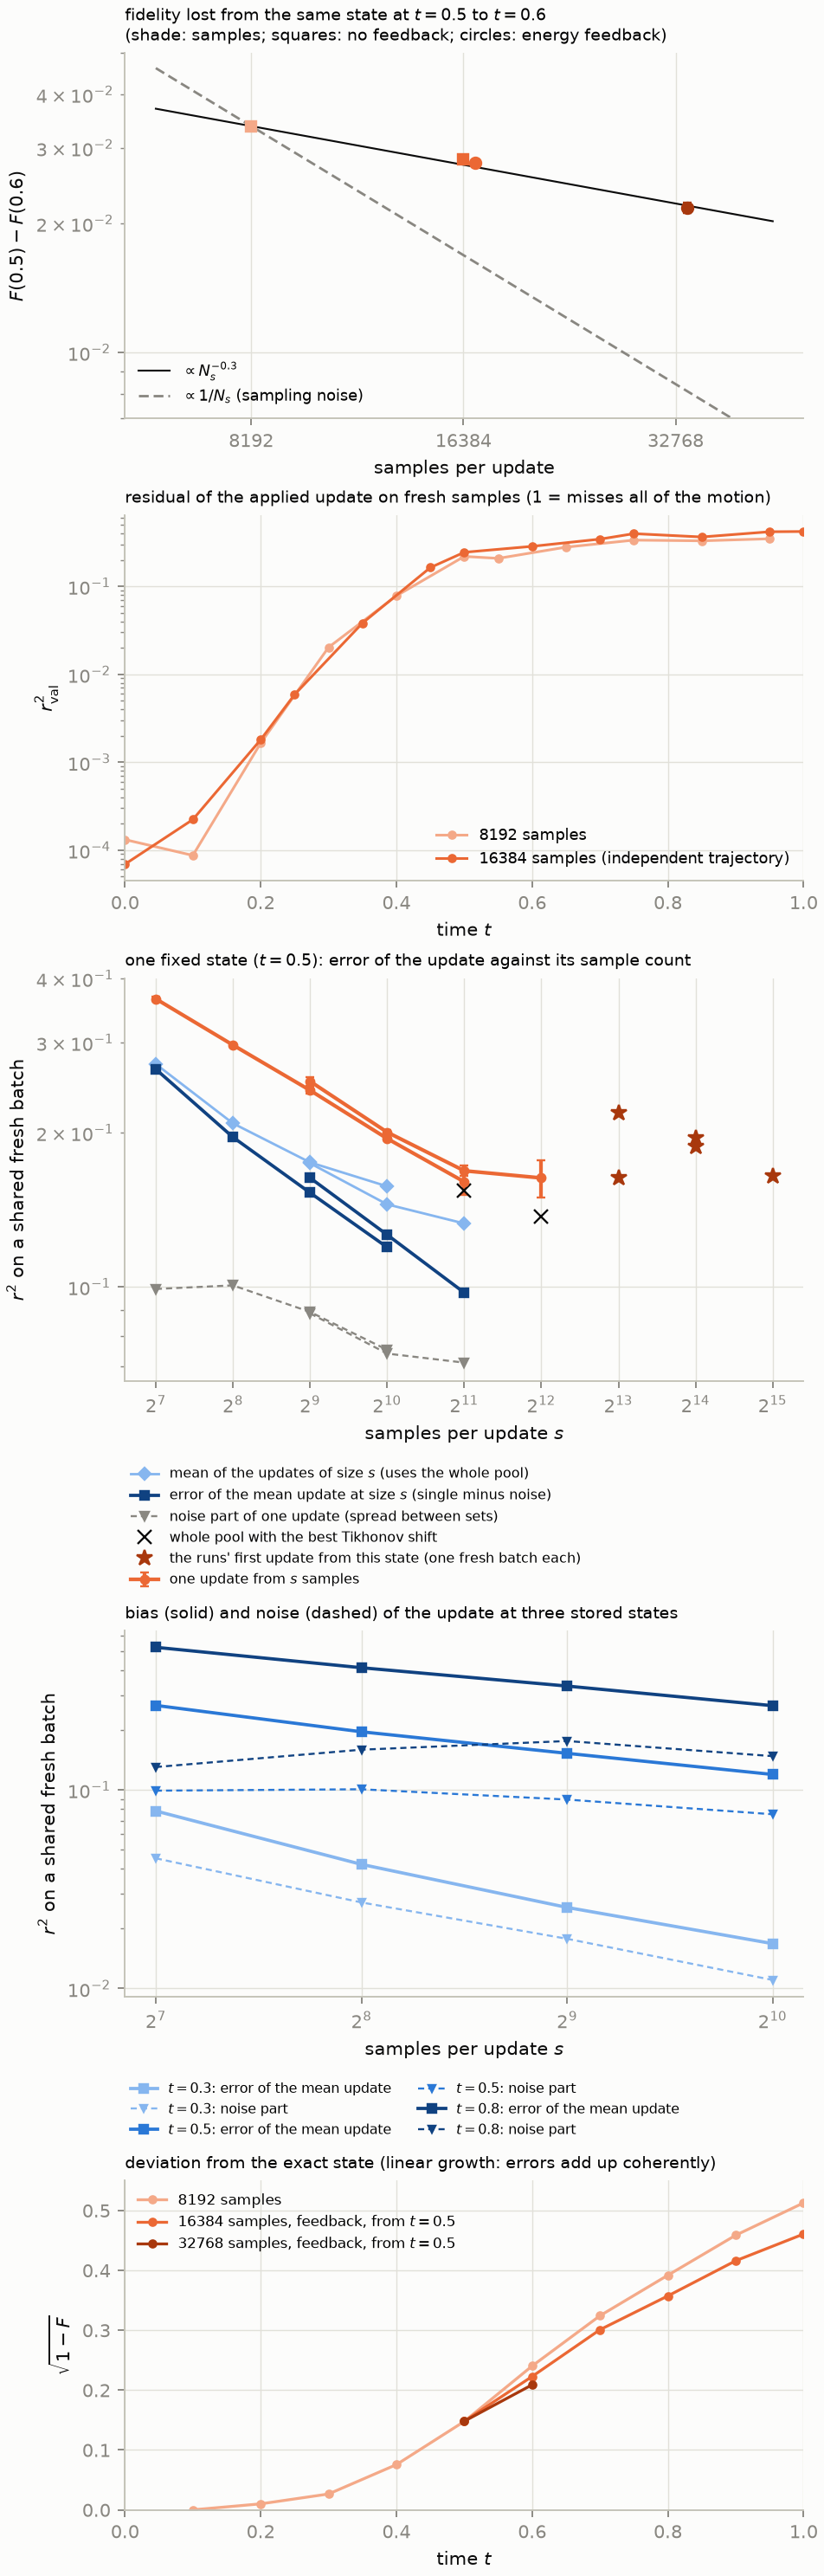 fidelity lost from the same state at t = 0.5 to t = 0.6
(shade: samples; squares: no feedback; circles: energy feedback)
4 × 10⁻²
3 × 10⁻²
2 × 10⁻²
10⁻²
F(0.5) − F(0.6)
∝ Nₛ^−0.3
∝ 1/Nₛ (sampling noise)
8192
16384
32768
samples per update
residual of the applied update on fresh samples (1 = misses all of the motion)
10⁻¹
10⁻²
10⁻³
10⁻⁴
r²val
8192 samples
16384 samples (independent trajectory)
0.0
0.2
0.4
0.6
0.8
1.0
time t
one fixed state (t = 0.5): error of the update against its sample count
4 × 10⁻¹
3 × 10⁻¹
2 × 10⁻¹
10⁻¹
r² on a shared fresh batch
2⁷
2⁸
2⁹
2¹⁰
2¹¹
2¹²
2¹³
2¹⁴
2¹⁵
samples per update s
mean of the updates of size s (uses the whole pool)
error of the mean update at size s (single minus noise)
noise part of one update (spread between sets)
whole pool with the best Tikhonov shift
the runs' first update from this state (one fresh batch each)
one update from s samples
bias (solid) and noise (dashed) of the update at three stored states
10⁻¹
10⁻²
r² on a shared fresh batch
2⁷
2⁸
2⁹
2¹⁰
samples per update s
t = 0.3: error of the mean update
t = 0.3: noise part
t = 0.5: error of the mean update
t = 0.5: noise part
t = 0.8: error of the mean update
t = 0.8: noise part
deviation from the exact state (linear growth: errors add up coherently)
0.5
0.4
0.3
0.2
0.1
0.0
√1 − F
8192 samples
16384 samples, feedback, from t = 0.5
32768 samples, feedback, from t = 0.5
0.0
0.2
0.4
0.6
0.8
1.0
time t